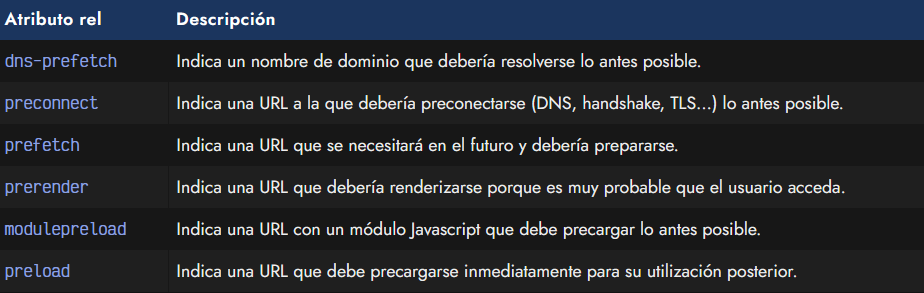 Atributo rel Descripción
dns-prefetch Indica un nombre de dominio que debería resolverse lo antes posible.
preconnect Indica una URL a la que debería preconectarse (DNS, handshake, TLS...) lo antes posible.
prefetch Indica una URL que se necesitará en el futuro y debería prepararse.
prerender Indica una URL que debería renderizarse porque es muy probable que el usuario acceda.
modulepreload Indica una URL con un módulo Javascript que debe precargar lo antes posible.
preload Indica una URL que debe precargarse inmediatamente para su utilización posterior.